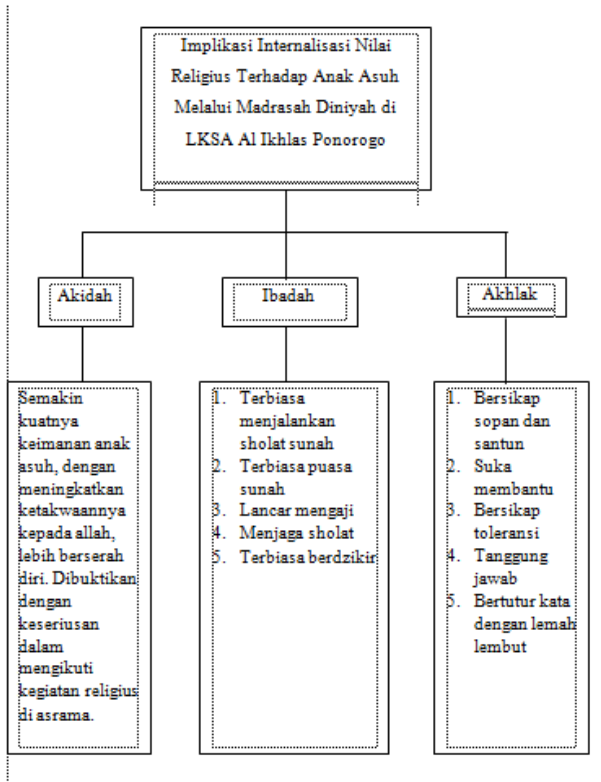 Implikasi Internalisasi Nilai
Religius Terhadap Anak Asuh
Melalui Madrasah Diniyah di
LKSA Al Ikhlas Ponorogo
Akidah
Ibadah
Akhlak
Semakin
kuatnya
keimanan anak
asuh, dengan
meningkatkan
ketakwaannya
kepada allah,
lebih berserah
diri. Dibuktikan
dengan
keseriusan
dalam
mengikuti
kegiatan religius
di asrama.
1. Terbiasa
menjalankan
sholat sunah
2. Terbiasa puasa
sunah
3. Lancar mengaji
4. Menjaga sholat
5. Terbiasa berdzikir
1. Bersikap
sopan dan
santun
2. Suka
membantu
3. Bersikap
toleransi
4. Tanggung
jawab
5. Bertutur kata
dengan lemah
lembut